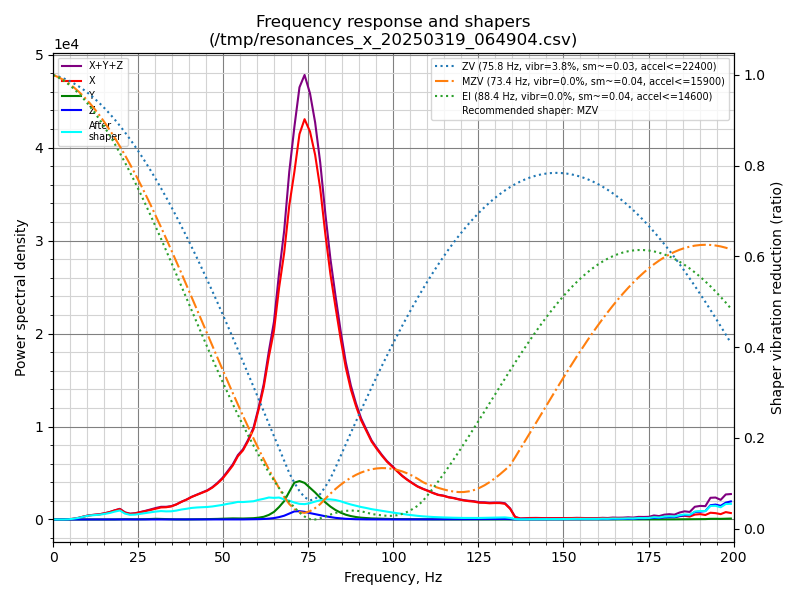 Frequency response and shapers
(/tmp/resonances_x_20250319_064904.csv)
1e4
X+Y+Z
X
Y
Z
After
shaper
ZV (75.8 Hz, vibr=3.8%, sm~=0.03, accel<=22400)
MZV (73.4 Hz, vibr=0.0%, sm~=0.04, accel<=15900)
EI (88.4 Hz, vibr=0.0%, sm~=0.04, accel<=14600)
Recommended shaper: MZV
5
4
3
2
1
0
Power spectral density
1.0
0.8
0.6
0.4
0.2
0.0
Shaper vibration reduction (ratio)
0 25 50 75 100 125 150 175 200
Frequency, Hz